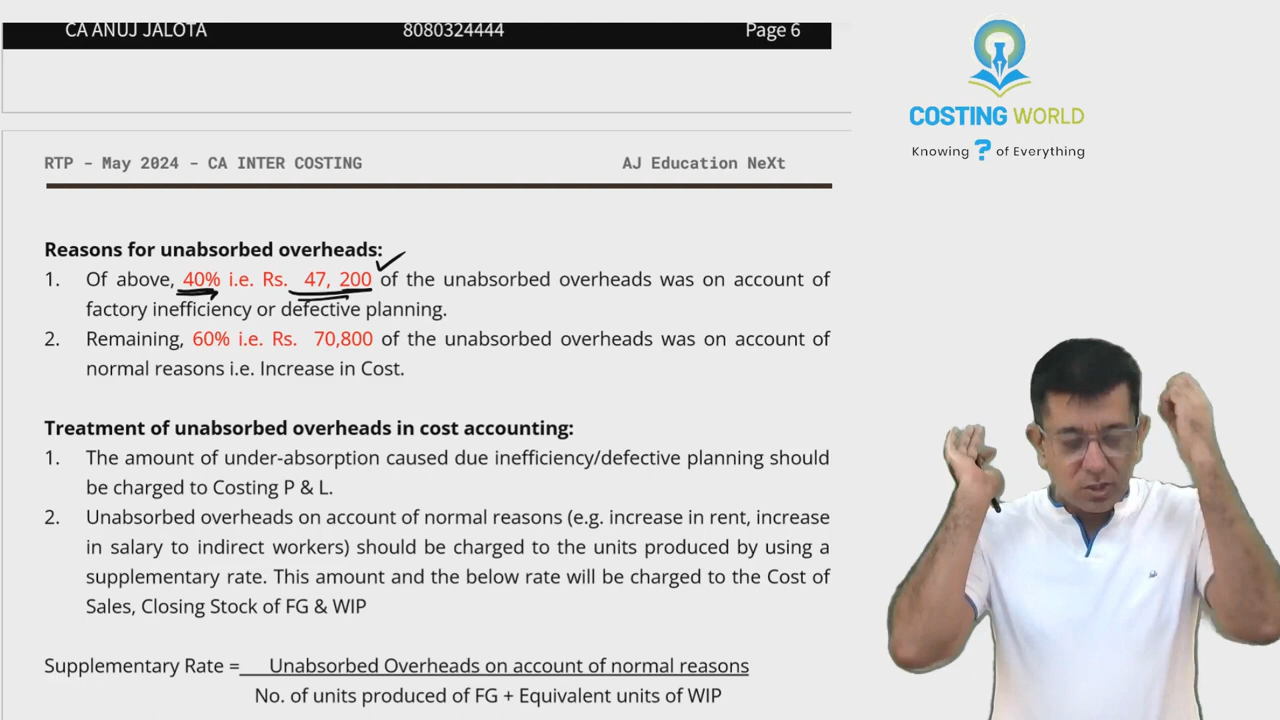 CA ANUJ JALOTA 8080324444 Page 6
COSTING WORLD
Knowing ? of Everything
RTP - May 2024 - CA INTER COSTING AJ Education NeXt
Reasons for unabsorbed overheads:
1. Of above, 40% i.e. Rs. 47, 200 of the unabsorbed overheads was on account of
factory inefficiency or defective planning.
2. Remaining, 60% i.e. Rs. 70,800 of the unabsorbed overheads was on account of
normal reasons i.e. Increase in Cost.
Treatment of unabsorbed overheads in cost accounting:
1. The amount of under-absorption caused due inefficiency/defective planning should
be charged to Costing P & L.
2. Unabsorbed overheads on account of normal reasons (e.g. increase in rent, increase
in salary to indirect workers) should be charged to the units produced by using a
supplementary rate. This amount and the below rate will be charged to the Cost of
Sales, Closing Stock of FG & WIP
Supplementary Rate = Unabsorbed Overheads on account of normal reasons
No. of units produced of FG + Equivalent units of WIP